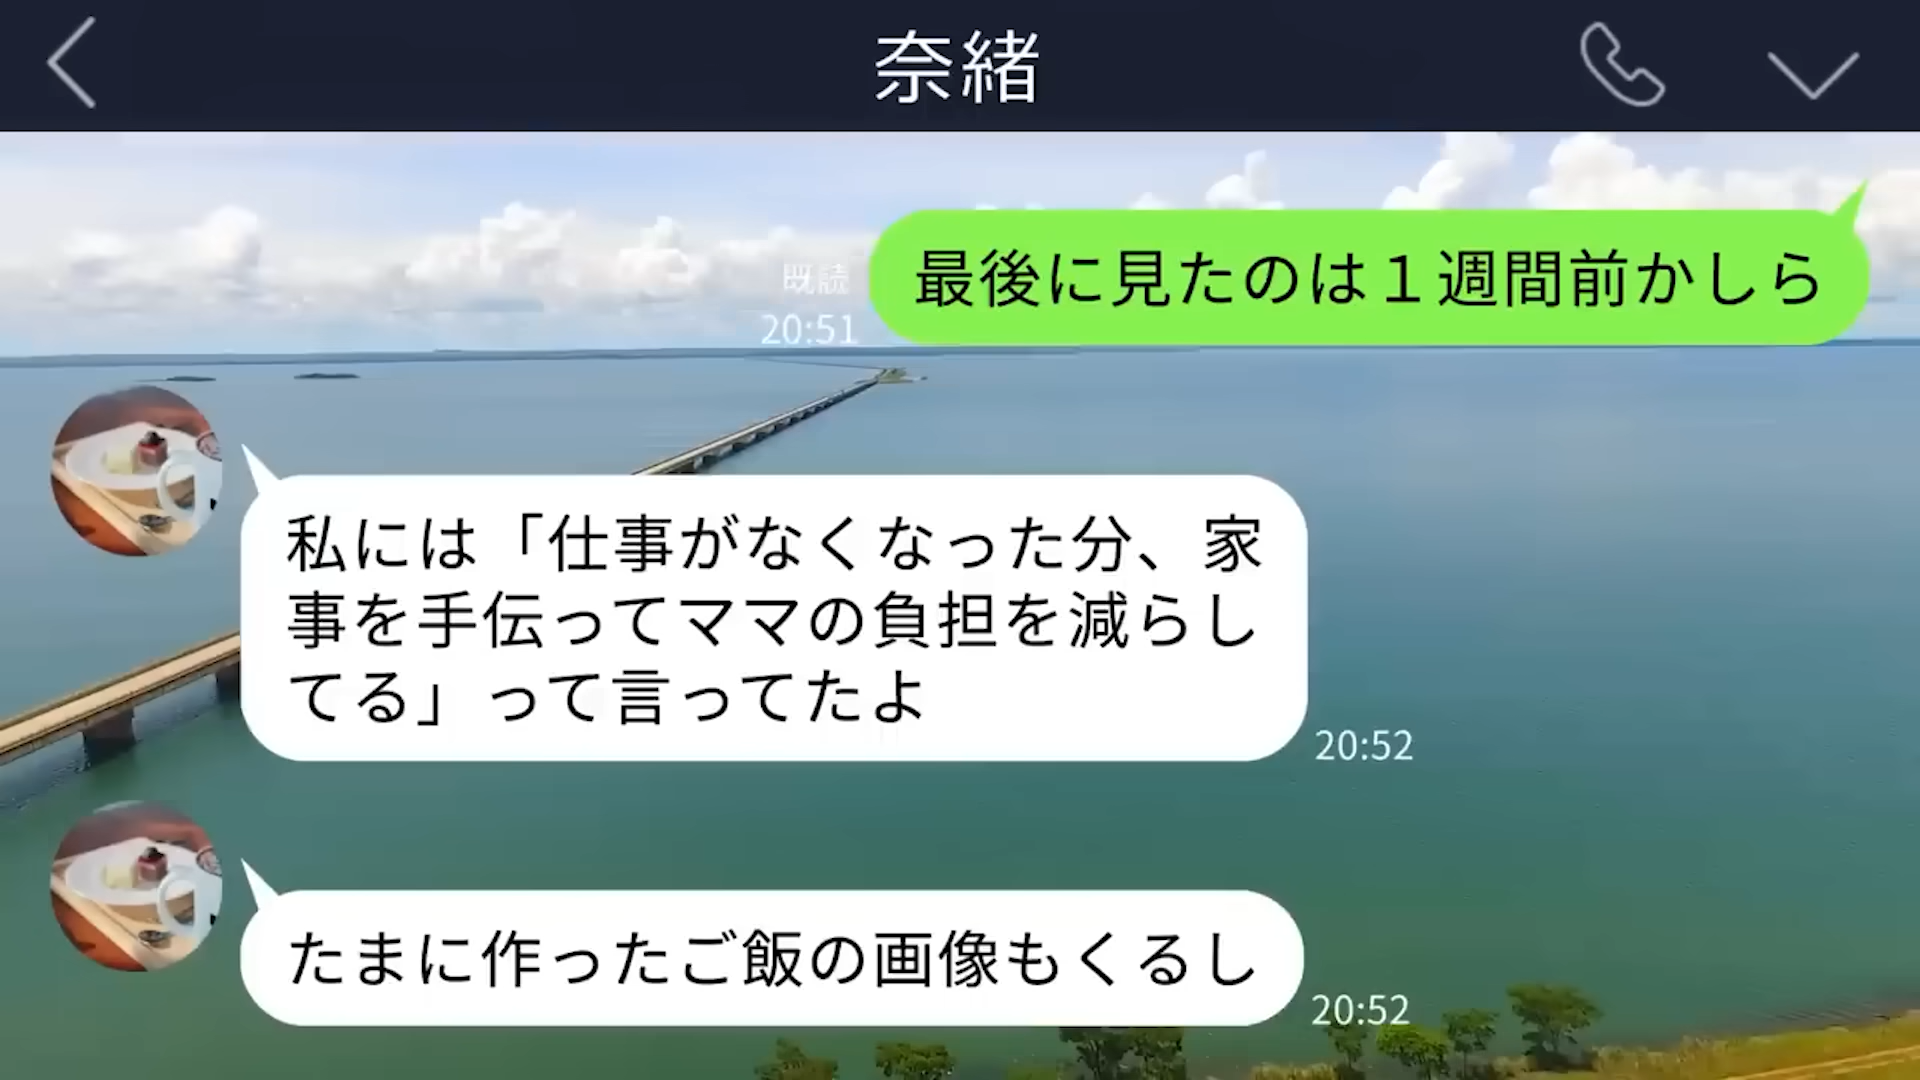 奈緒
最後に見たのは１週間前かしら
既読
20:51
私には「仕事がなくなった分、家
事を手伝ってママの負担を減らし
てる」って言ってたよ
20:52
たまに作ったご飯の画像もくるし
20:52